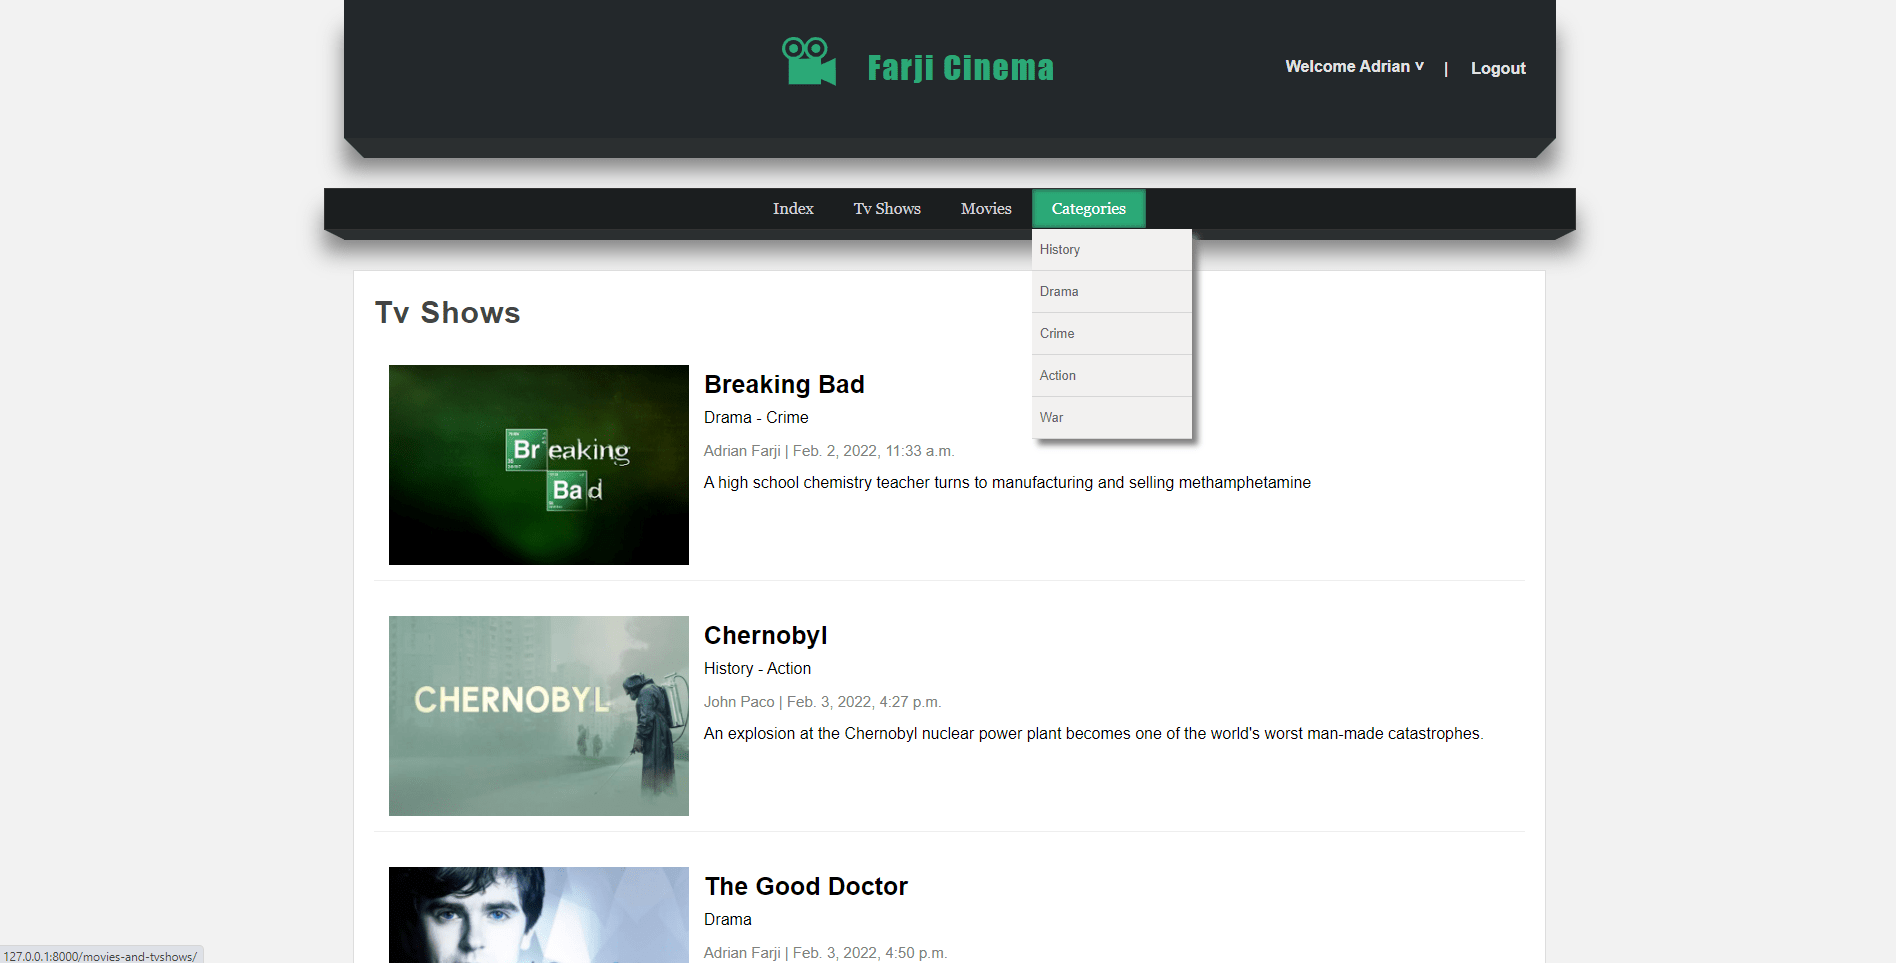 Farji Cinema
Welcome Adrian v | Logout
Index Tv Shows Movies Categories
History
Drama
Crime
Action
War
Tv Shows
Breaking
Bad
Breaking Bad
Drama - Crime
Adrian Farji | Feb. 2, 2022, 11:33 a.m.
A high school chemistry teacher turns to manufacturing and selling methamphetamine
CHERNOBYL
Chernobyl
History - Action
John Paco | Feb. 3, 2022, 4:27 p.m.
An explosion at the Chernobyl nuclear power plant becomes one of the world's worst man-made catastrophes.
The Good Doctor
Drama
Adrian Farji | Feb. 3, 2022, 4:50 p.m.
127.0.0.1:8000/movies-and-tvshows/